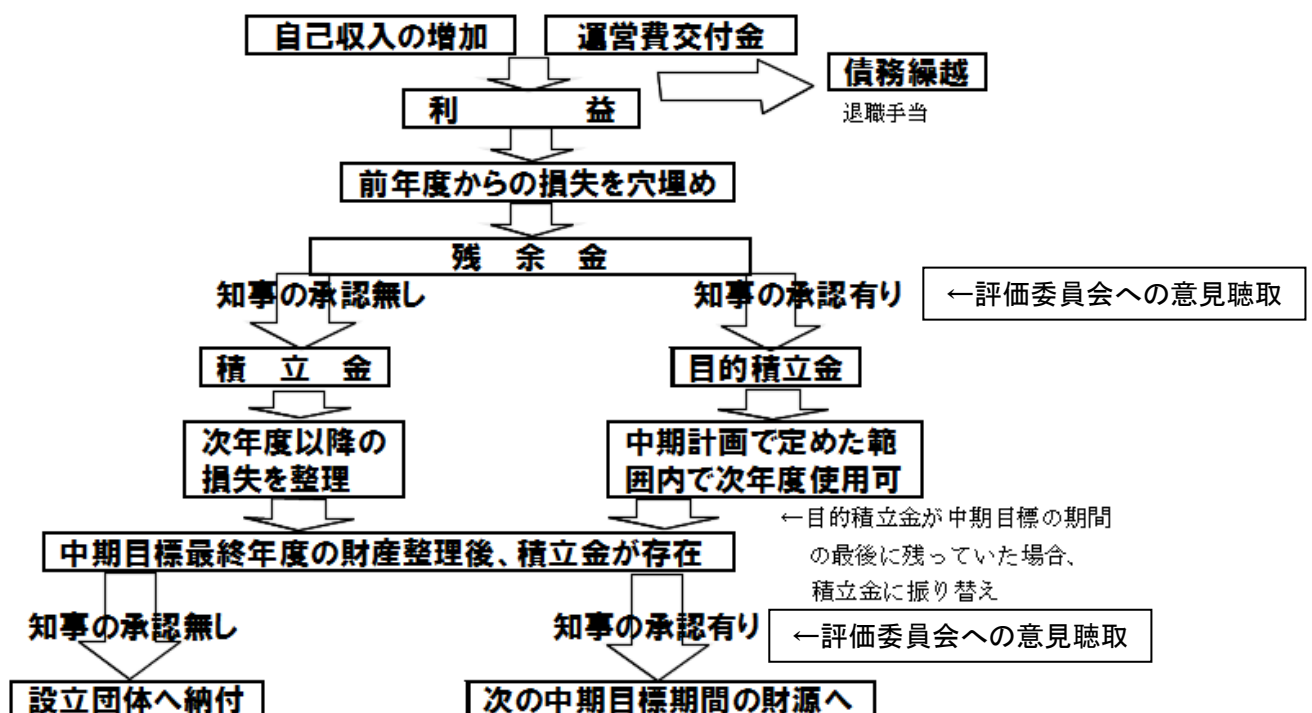 自己収入の増加
運営費交付金
債務繰越
退職手当
利　　　益
前年度からの損失を穴埋め
残　余　金
知事の承認無し
知事の承認有り
←評価委員会への意見聴取
積　立　金
目的積立金
次年度以降の
損失を整理
中期計画で定めた範
囲内で次年度使用可
←目的積立金が中期目標の期間
の最後に残っていた場合、
積立金に振り替え
中期目標最終年度の財産整理後、積立金が存在
知事の承認無し
知事の承認有り
←評価委員会への意見聴取
設立団体へ納付
次の中期目標期間の財源へ